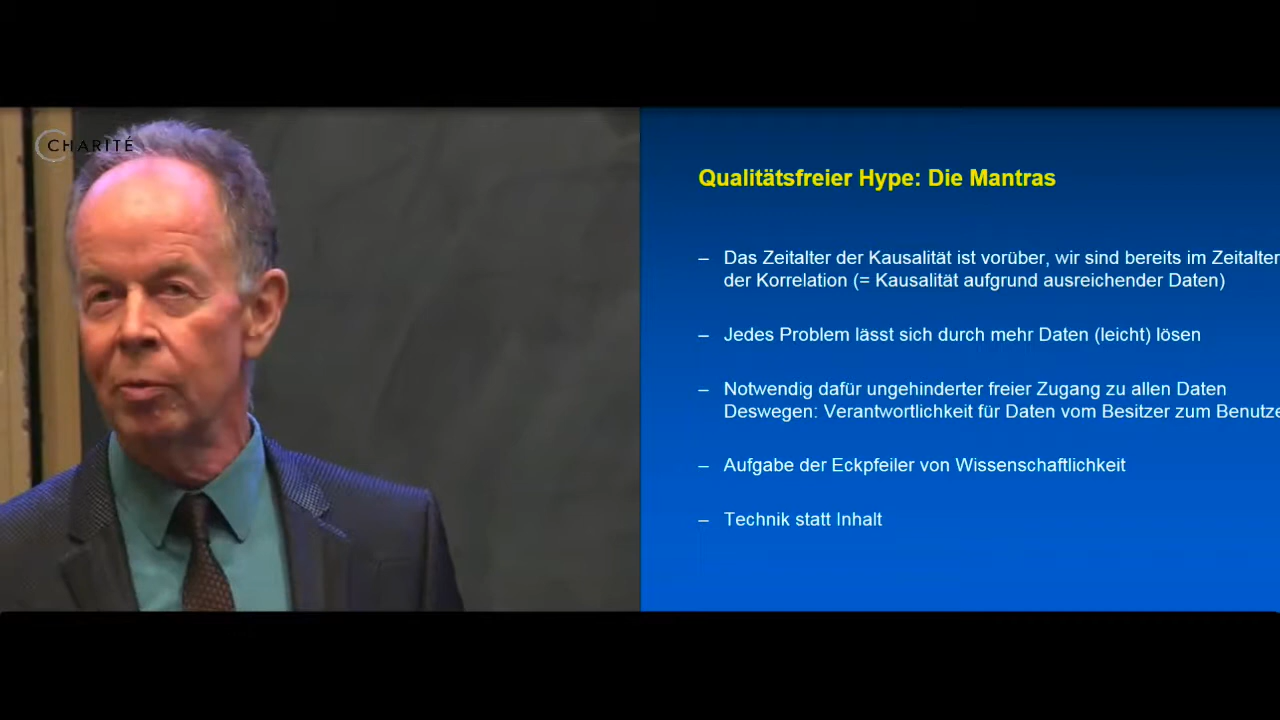 CHARITÉ
Qualitätsfreier Hype: Die Mantras
– Das Zeitalter der Kausalität ist vorüber, wir sind bereits im Zeitalter
der Korrelation (= Kausalität aufgrund ausreichender Daten)
– Jedes Problem lässt sich durch mehr Daten (leicht) lösen
– Notwendig dafür ungehinderter freier Zugang zu allen Daten
Deswegen: Verantwortlichkeit für Daten vom Besitzer zum Benutze
– Aufgabe der Eckpfeiler von Wissenschaftlichkeit
– Technik statt Inhalt